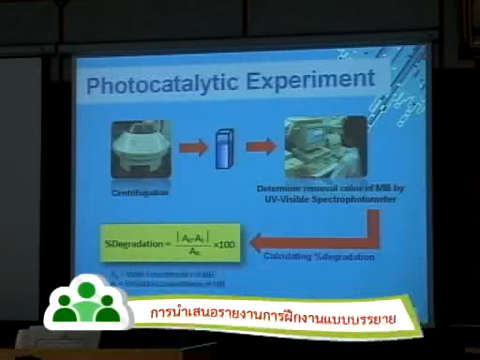 Photocatalytic Experiment
Centrifugation
Determine removal color of MB by
UV-Visible Spectrophotometer
%Degradation = |A₀-Aₜ| / A₀ ×100
Calculating %degradation
การนำเสนอรายงานการฝึกงานแบบบรรยาย